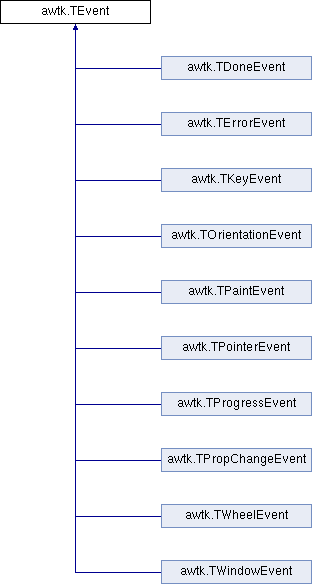 awtk.TEvent
awtk.TDoneEvent
awtk.TErrorEvent
awtk.TKeyEvent
awtk.TOrientationEvent
awtk.TPaintEvent
awtk.TPointerEvent
awtk.TProgressEvent
awtk.TPropChangeEvent
awtk.TWheelEvent
awtk.TWindowEvent